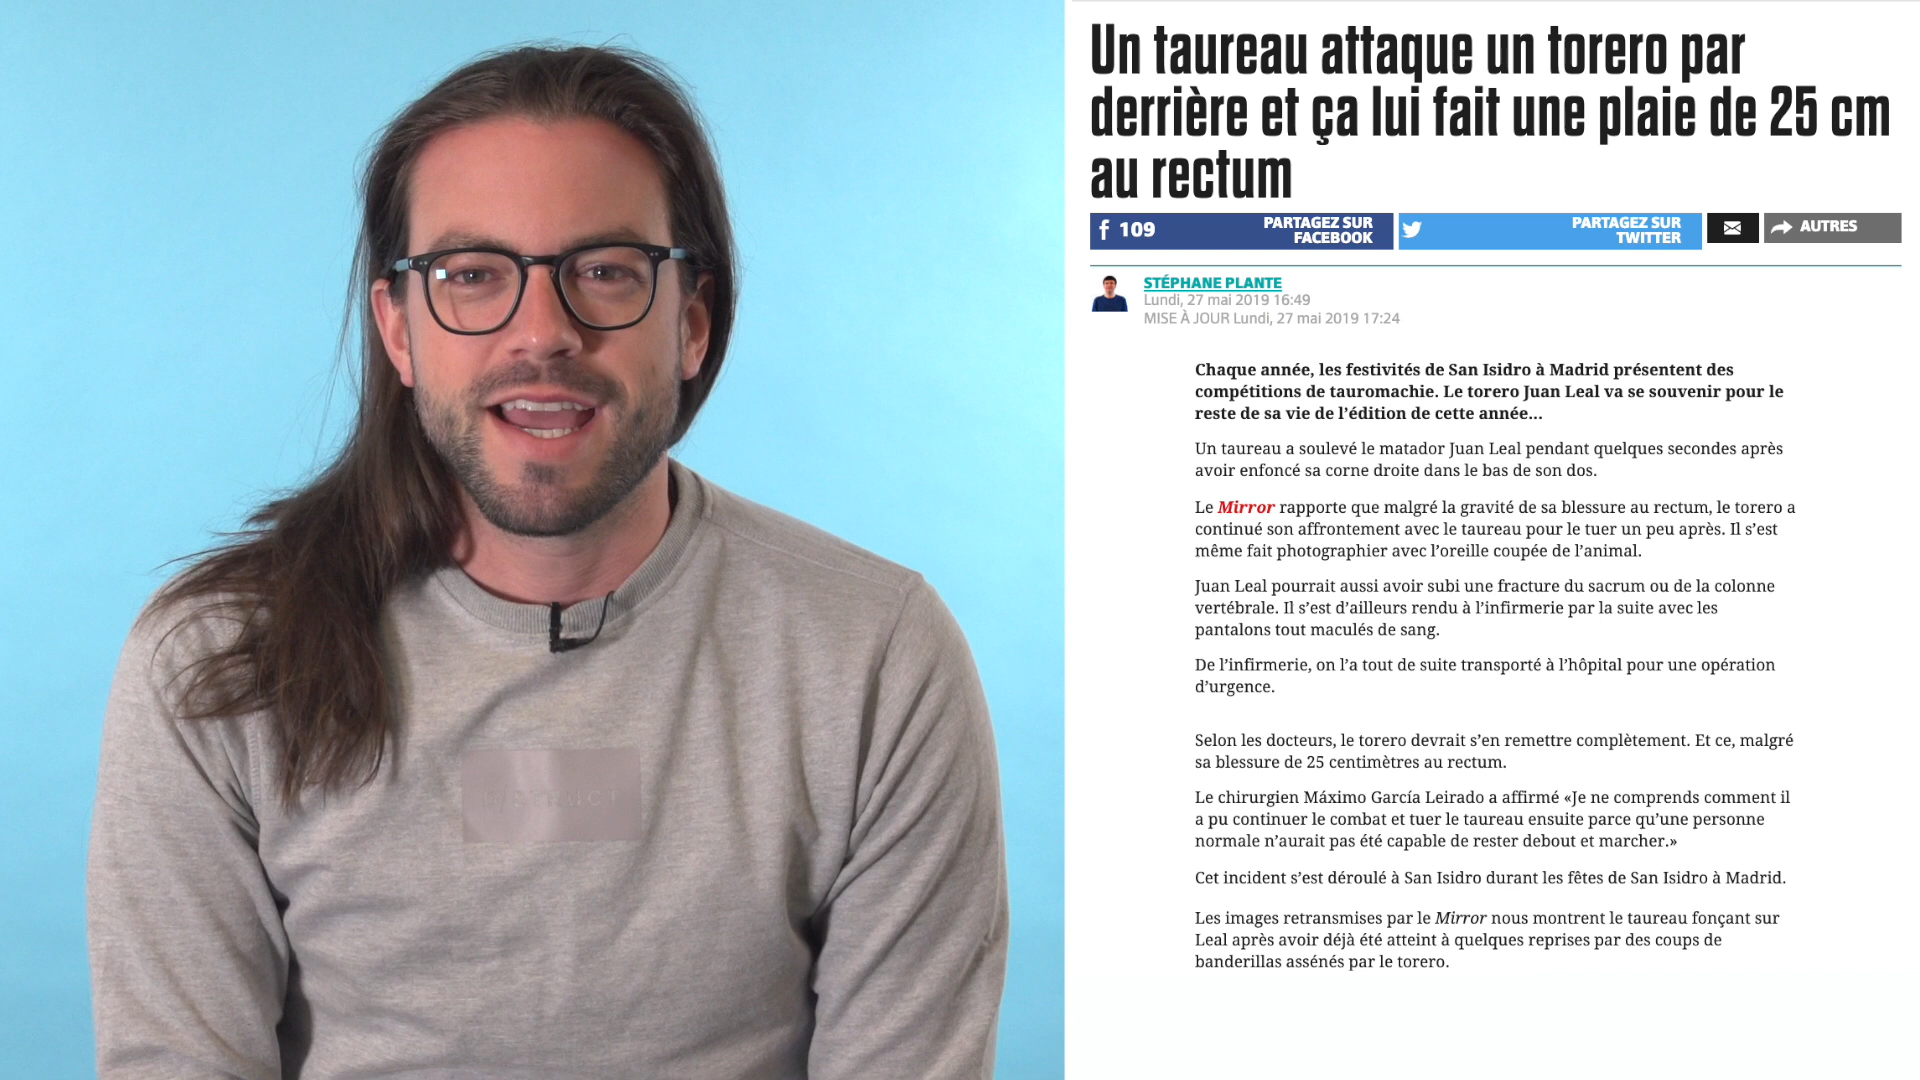 Un taureau attaque un torero par
derrière et ça lui fait une plaie de 25 cm
au rectum
109
PARTAGEZ SUR
FACEBOOK
PARTAGEZ SUR
TWITTER
AUTRES
STÉPHANE PLANTE
Lundi, 27 mai 2019 16:49
MISE À JOUR Lundi, 27 mai 2019 17:24
Chaque année, les festivités de San Isidro à Madrid présentent des
compétitions de tauromachie. Le torero Juan Leal va se souvenir pour le
reste de sa vie de l’édition de cette année...
Un taureau a soulevé le matador Juan Leal pendant quelques secondes après
avoir enfoncé sa corne droite dans le bas de son dos.
Le Mirror rapporte que malgré la gravité de sa blessure au rectum, le torero a
continué son affrontement avec le taureau pour le tuer un peu après. Il s’est
même fait photographier avec l’oreille coupée de l’animal.
Juan Leal pourrait aussi avoir subi une fracture du sacrum ou de la colonne
vertébrale. Il s’est d’ailleurs rendu à l’infirmerie par la suite avec les
pantalons tout maculés de sang.
De l’infirmerie, on l’a tout de suite transporté à l’hôpital pour une opération
d’urgence.
Selon les docteurs, le torero devrait s’en remettre complètement. Et ce, malgré
sa blessure de 25 centimètres au rectum.
Le chirurgien Máximo García Leirado a affirmé «Je ne comprends comment il
a pu continuer le combat et tuer le taureau ensuite parce qu’une personne
normale n’aurait pas été capable de rester debout et marcher.»
Cet incident s’est déroulé à San Isidro durant les fêtes de San Isidro à Madrid.
Les images retransmises par le Mirror nous montrent le taureau fonçant sur
Leal après avoir déjà été atteint à quelques reprises par des coups de
banderillas assénés par le torero.